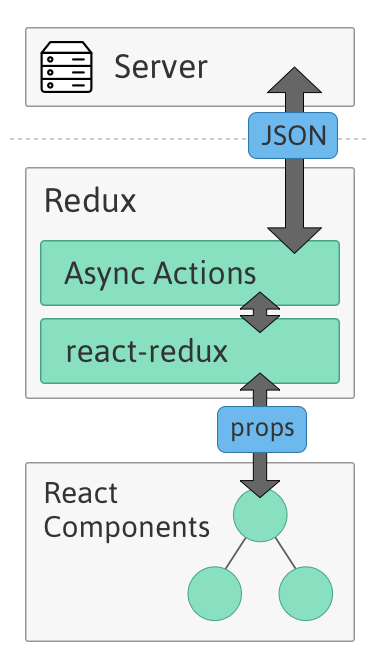 Server
JSON
Redux
Async Actions
react-redux
props
React
Components